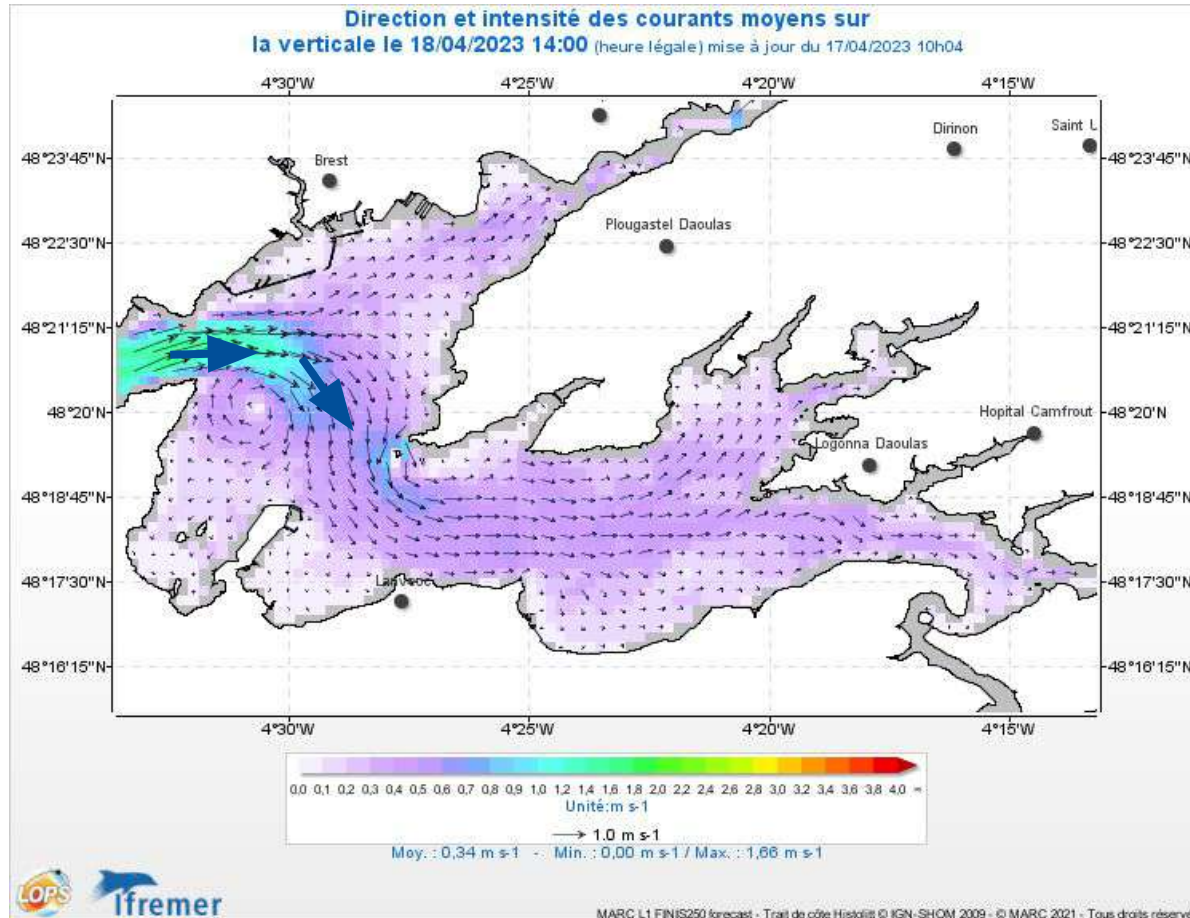 Direction et intensité des courants moyens sur
la verticale le 18/04/2023 14:00 (heure légale) mise à jour du 17/04/2023 10h04
4°30'W 4°25'W 4°20'W 4°15'W
Dirinon
Saint L
48°23'45"N 48°23'45"N
Brest
Plougastel Daoulas
48°22'30"N 48°22'30"N
48°21'15"N 48°21'15"N
48°20'N 48°20'N
Hopital Camfrout
Logonna Daoulas
48°18'45"N 48°18'45"N
48°17'30"N 48°17'30"N
48°16'15"N 48°16'15"N
4°30'W 4°25'W 4°20'W 4°15'W
0,0 0,1 0,2 0,3 0,4 0,5 0,6 0,7 0,8 0,9 1,0 1,2 1,4 1,6 1,8 2,0 2,2 2,4 2,6 2,8 3,0 3,2 3,4 3,6 3,8 4,0 ∞
Unité:m s-1
1.0 m s-1
Moy. : 0,34 m s-1 - Min. : 0,00 m s-1 / Max. : 1,66 m s-1
LOPS
Ifremer
MARC L1 FINIS250 forecast - Trait de côte Histolitt © IGN-SHOM 2009 - © MARC 2021 - Tous droits réservé